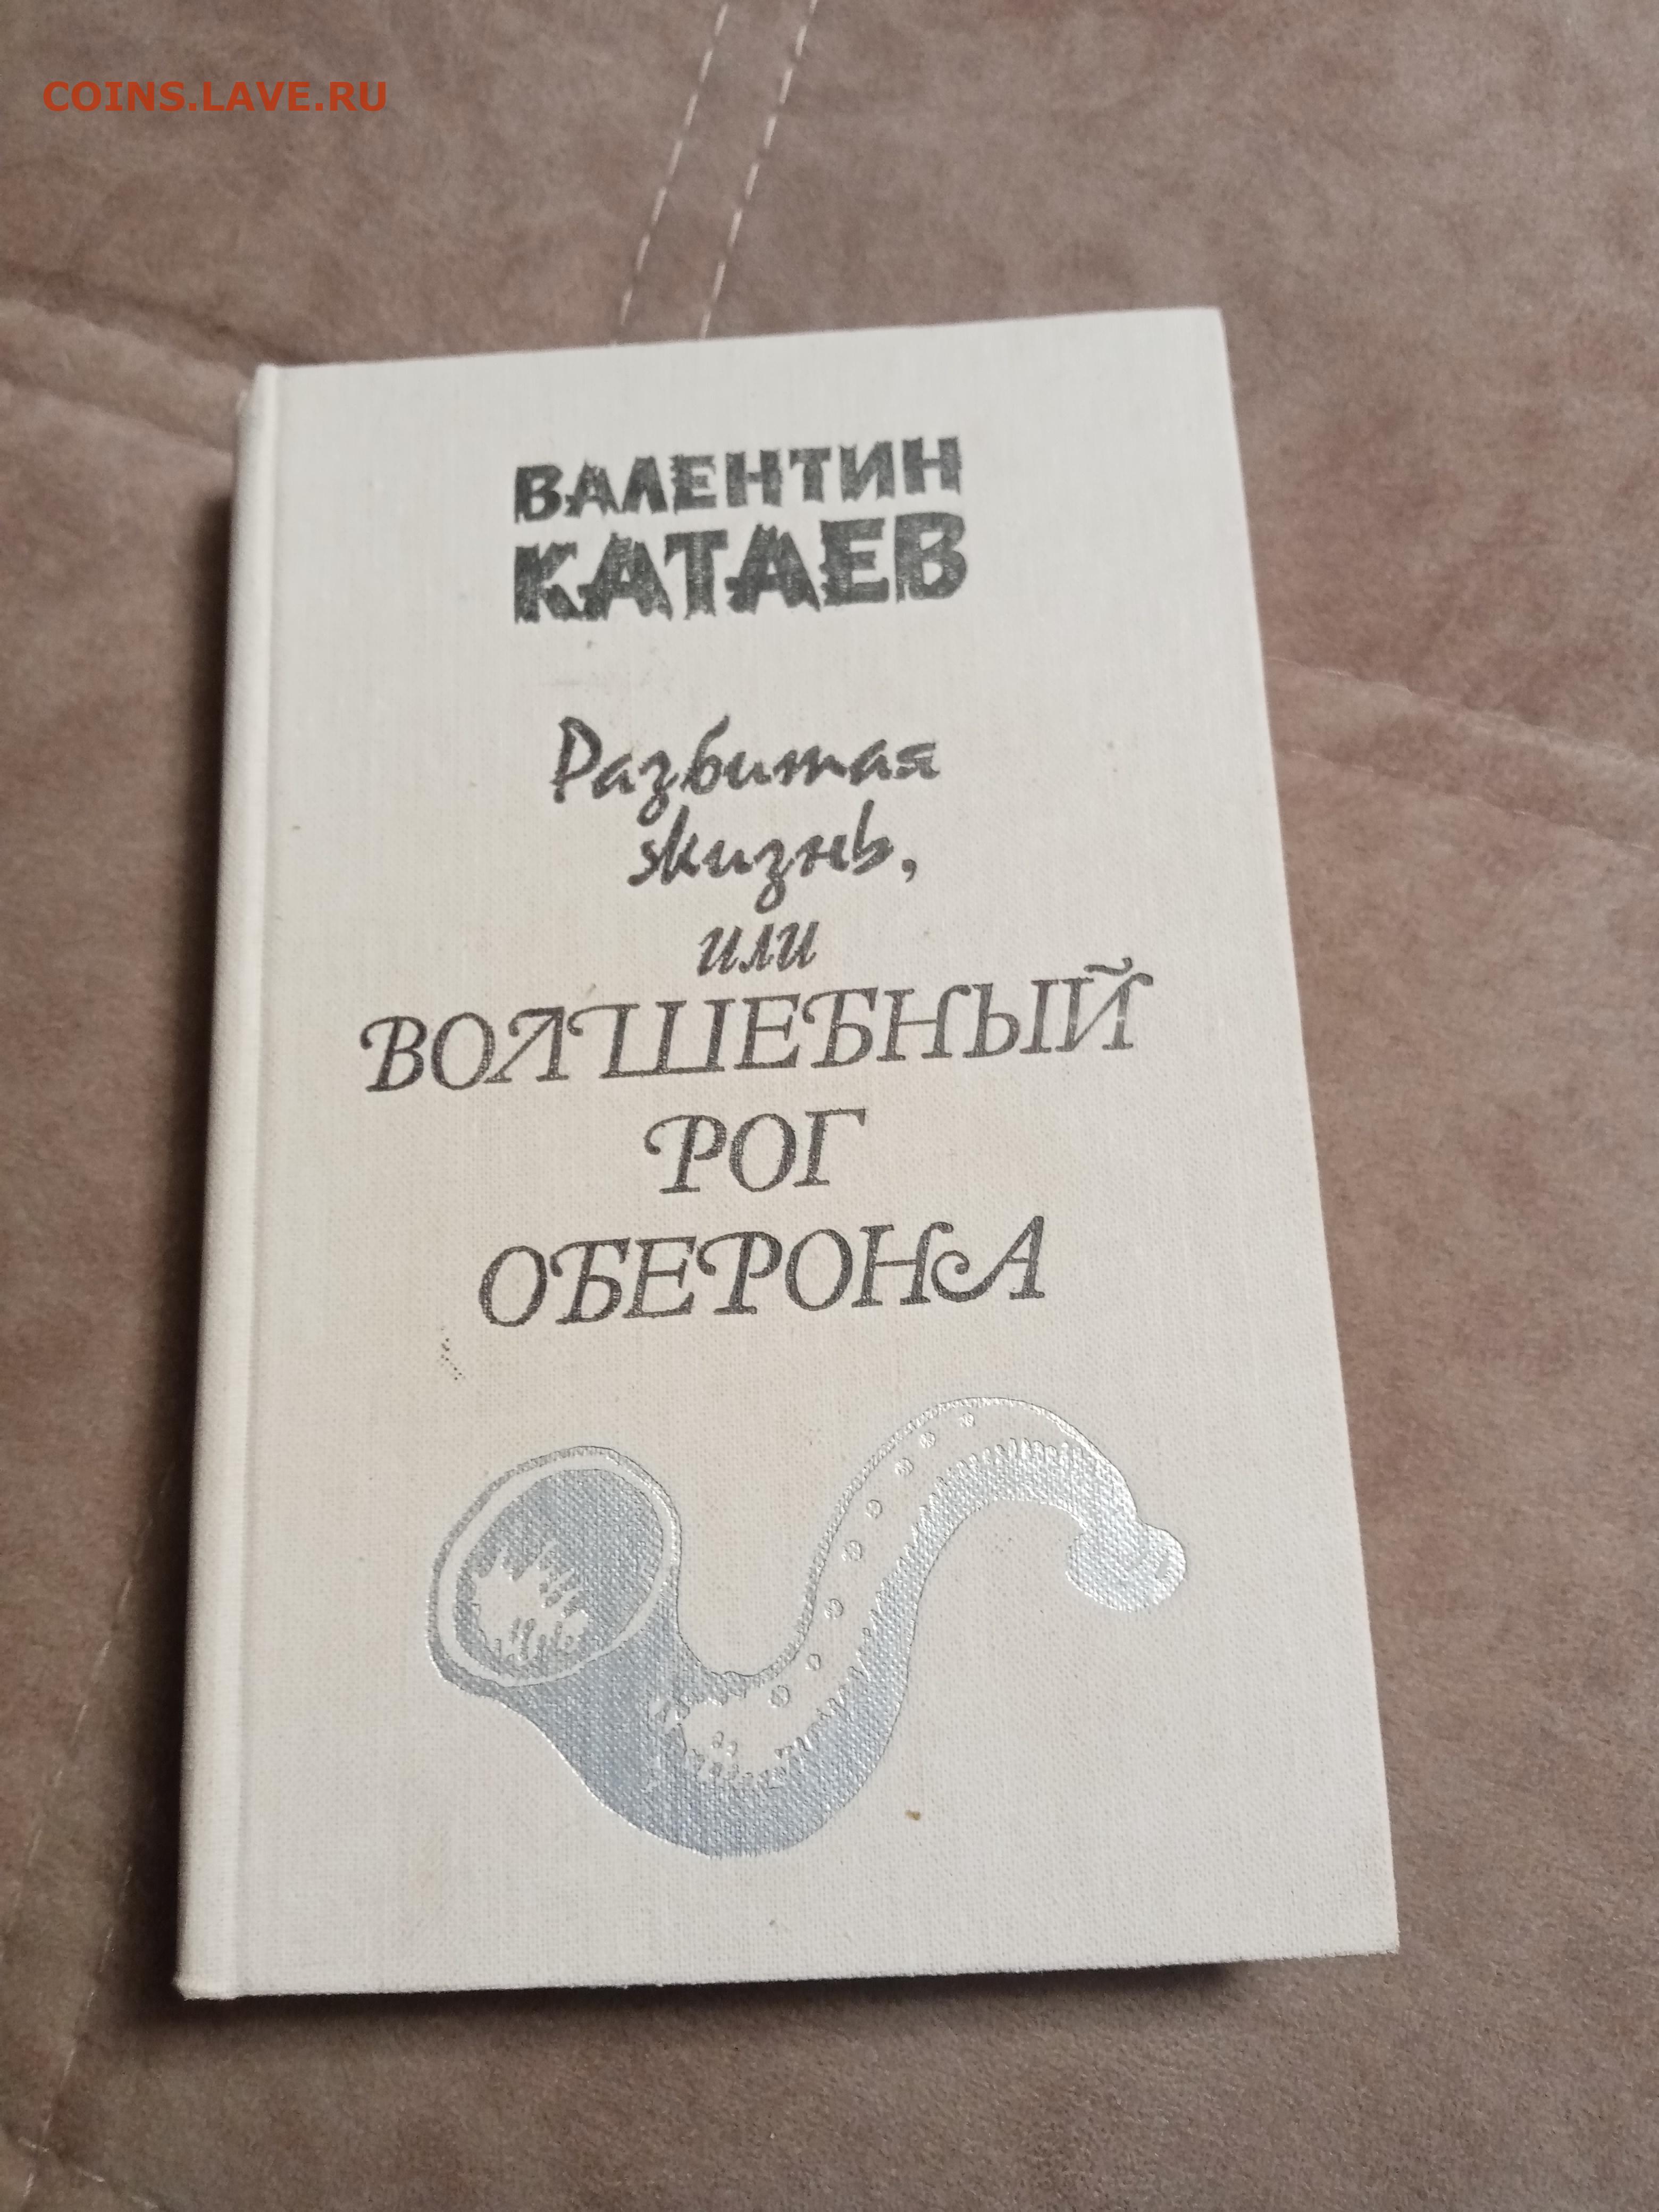 COINS.LAVE.RU
ВАЛЕНТИН
КАТАЕВ
Разбитая
жизнь,
или
ВОЛШЕБНЫЙ
РОГ
ОБЕРОНА